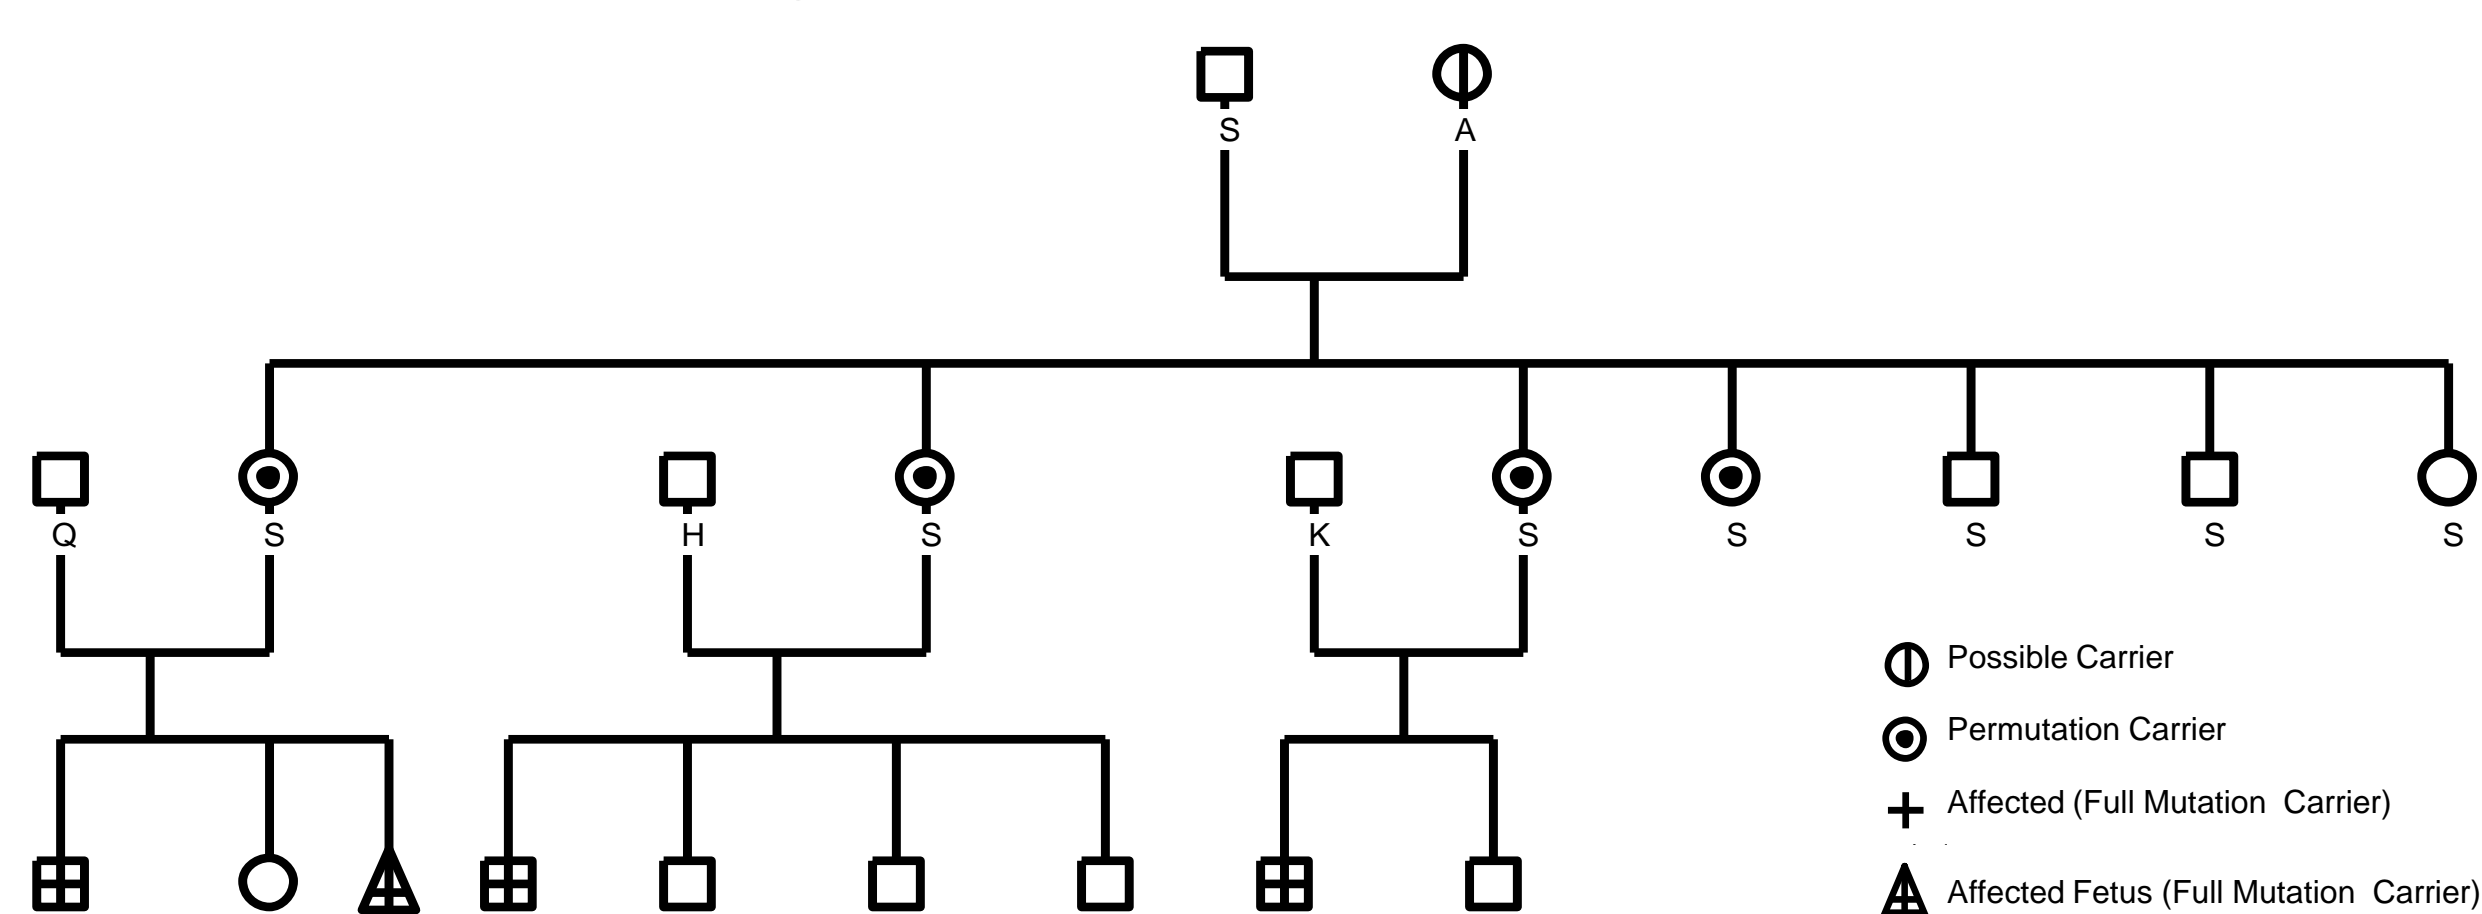 S A
Q S H S K S S S S S
Possible Carrier
Permutation Carrier
Affected (Full Mutation Carrier)
Affected Fetus (Full Mutation Carrier)